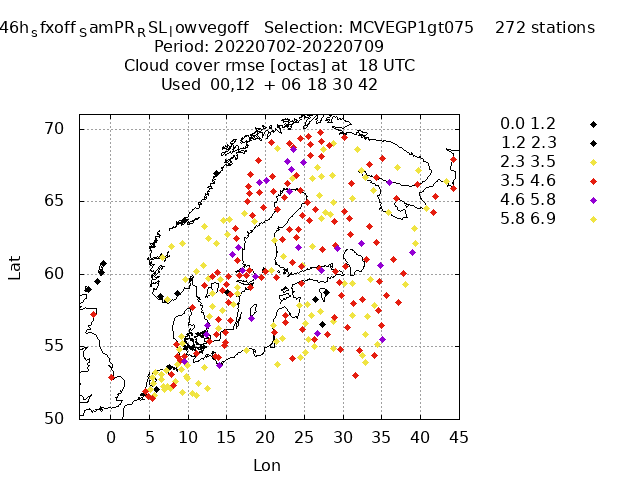 46h_sfxoff_SamPR_RSL_lowvegoff Selection: MCVEGP1gt075 272 stations
Period: 20220702-20220709
Cloud cover rmse [octas] at 18 UTC
Used 00,12 + 06 18 30 42
70
65
60
55
50
0 5 10 15 20 25 30 35 40 45
Lat
Lon
0.0 1.2
1.2 2.3
2.3 3.5
3.5 4.6
4.6 5.8
5.8 6.9